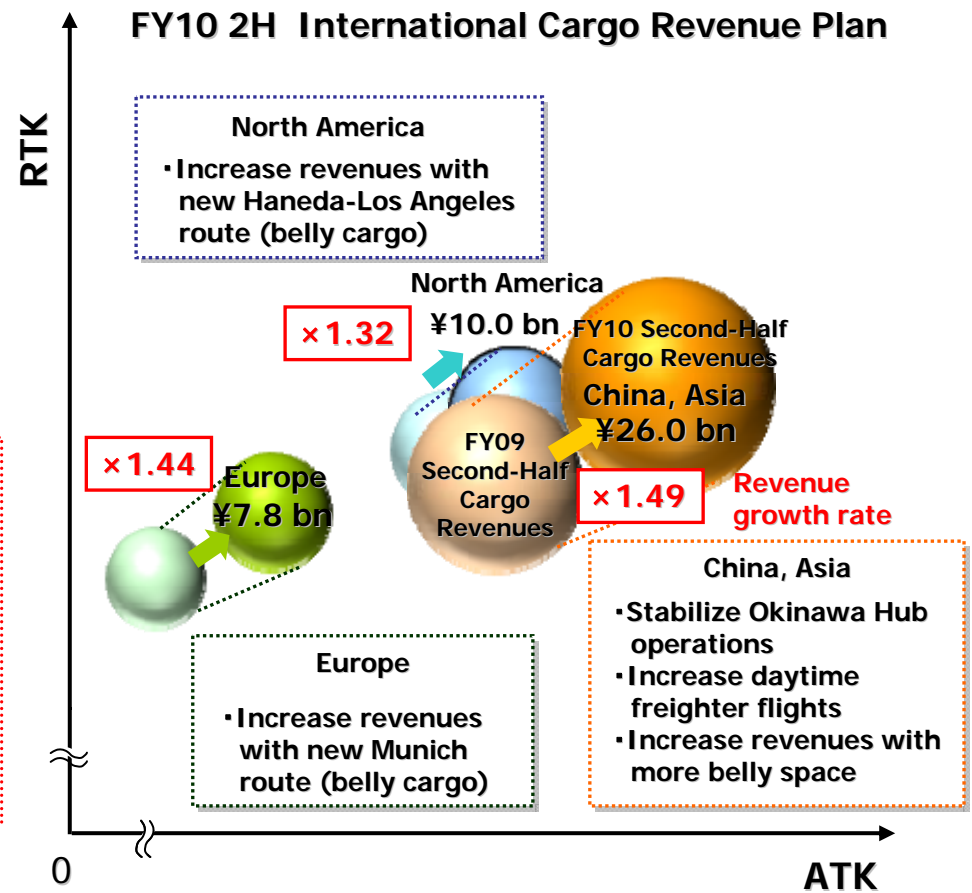 FY10 2H International Cargo Revenue Plan
RTK
North America
・Increase revenues with
new Haneda-Los Angeles
route (belly cargo)
North America
¥10.0 bn
×1.32
FY10 Second-Half
Cargo Revenues
China, Asia
¥26.0 bn
FY09
Second-Half
Cargo
Revenues
×1.44
Europe
¥7.8 bn
×1.49
Revenue
growth rate
China, Asia
・Stabilize Okinawa Hub
operations
・Increase daytime
freighter flights
・Increase revenues with
more belly space
Europe
・Increase revenues
with new Munich
route (belly cargo)
0
ATK